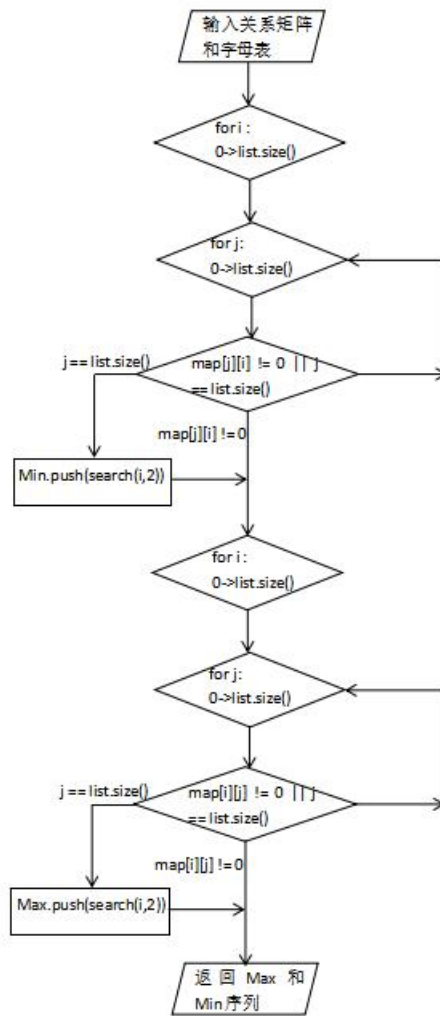 输入关系矩阵
和字母表
for i :
0->list.size()
for j:
0->list.size()
j==list.size()
map[j][i] != 0 || j
==list.size()
map[j][i] !=0
Min.push(search(i,2))
for i :
0->list.size()
for j:
0->list.size()
j==list.size()
map[i][j] != 0 || j
==list.size()
map[i][j] !=0
Max.push(search(i,2))
返回 Max 和
Min序列